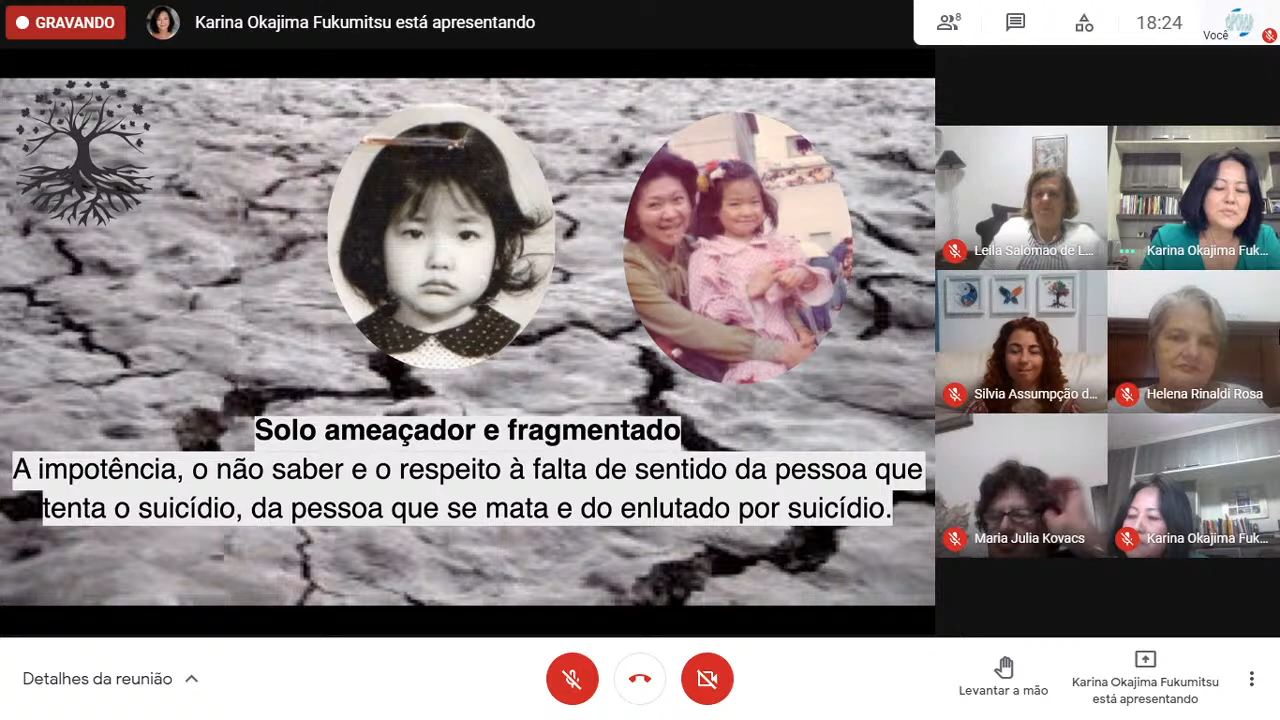 GRAVANDO
Karina Okajima Fukumitsu está apresentando
8
18:24
Você
Solo ameaçador e fragmentado
A impotência, o não saber e o respeito à falta de sentido da pessoa que
tenta o suicídio, da pessoa que se mata e do enlutado por suicídio.
Leila Salomão de L...
Karina Okajima Fuk...
Silvia Assumpção d...
Helena Rinaldi Rosa
Maria Julia Kovacs
Karina Okajima Fuk...
Detalhes da reunião
Levantar a mão
Karina Okajima Fukumitsu
está apresentando